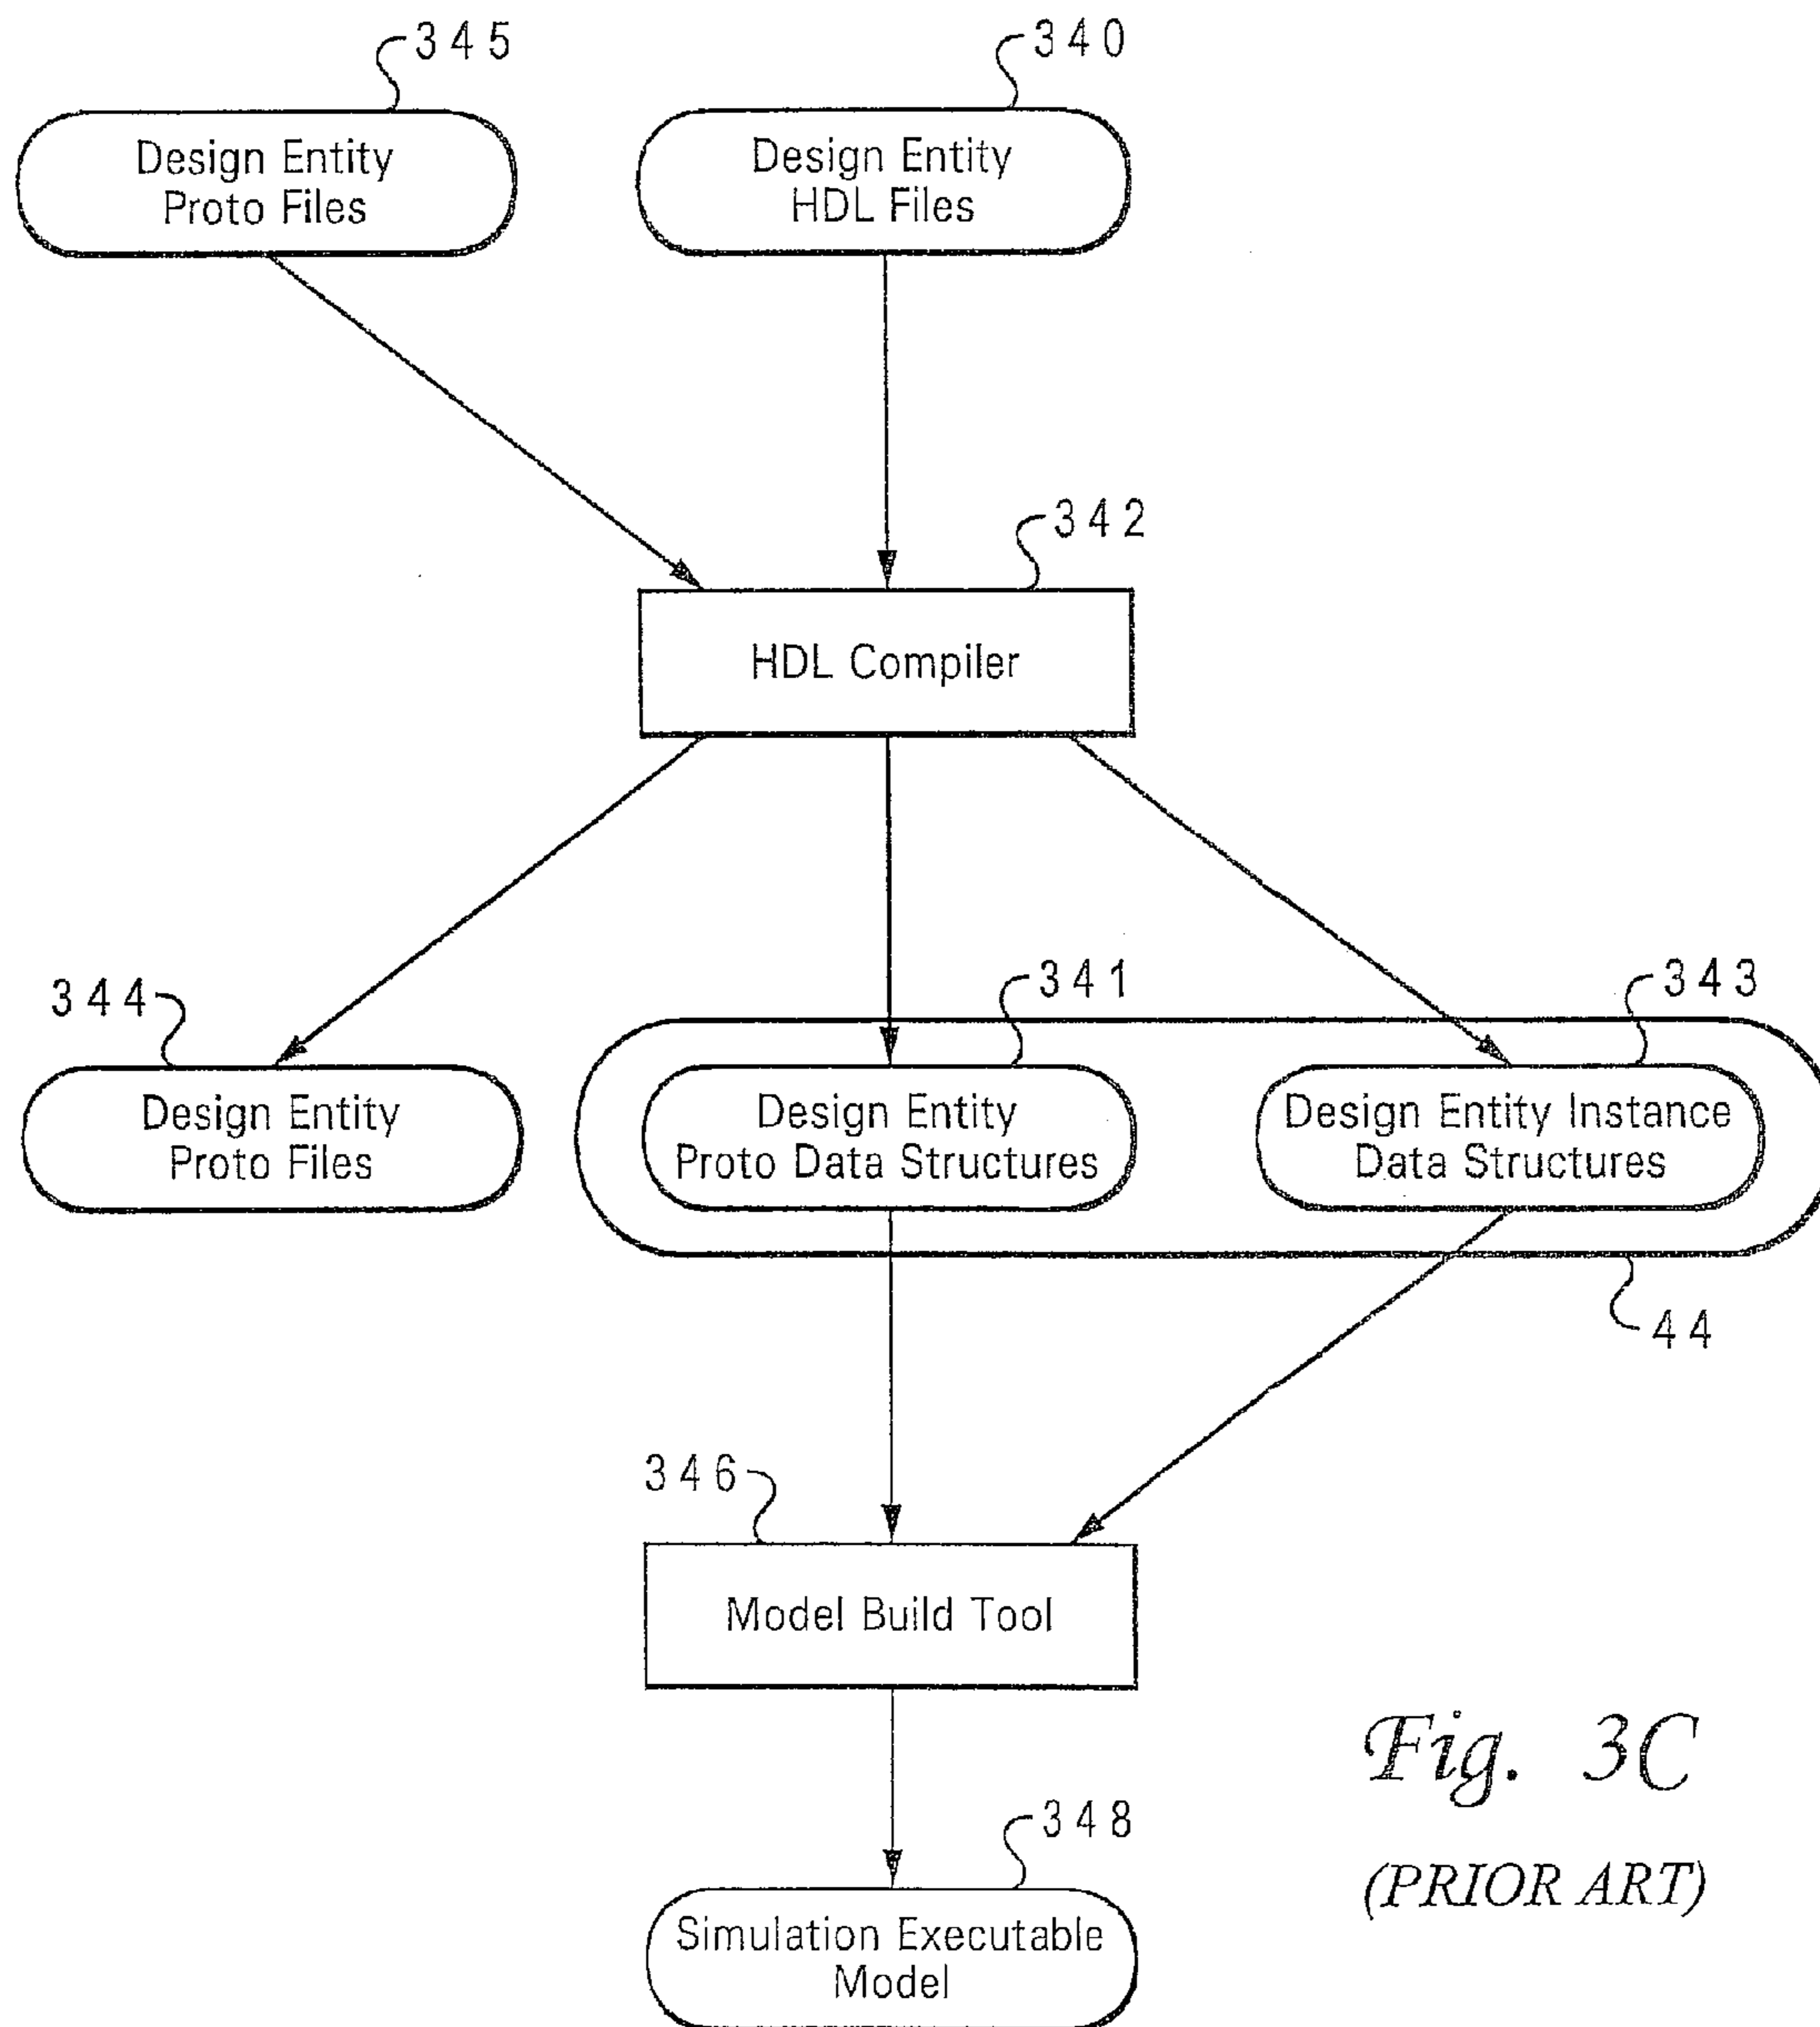 345
340
Design Entity
Proto Files
Design Entity
HDL Files
342
HDL Compiler
344
341
343
Design Entity
Proto Files
Design Entity
Proto Data Structures
Design Entity Instance
Data Structures
44
346
Model Build Tool
Fig. 3C
(PRIOR ART)
348
Simulation Executable
Model